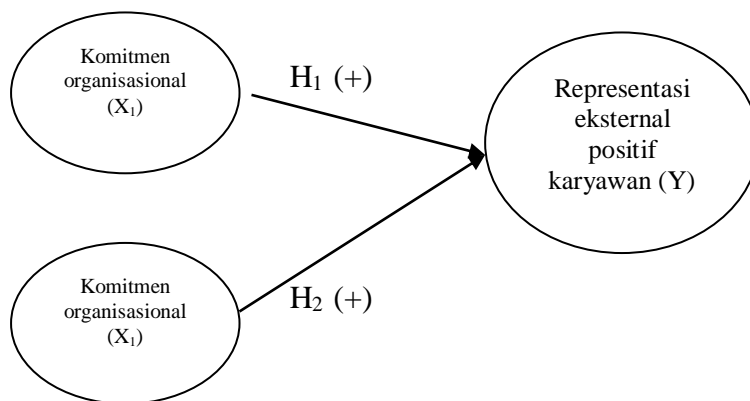 Komitmen
organisasional
(X₁)
H₁ (+)
Representasi
eksternal
positif
karyawan (Y)
Komitmen
organisasional
(X₁)
H₂ (+)